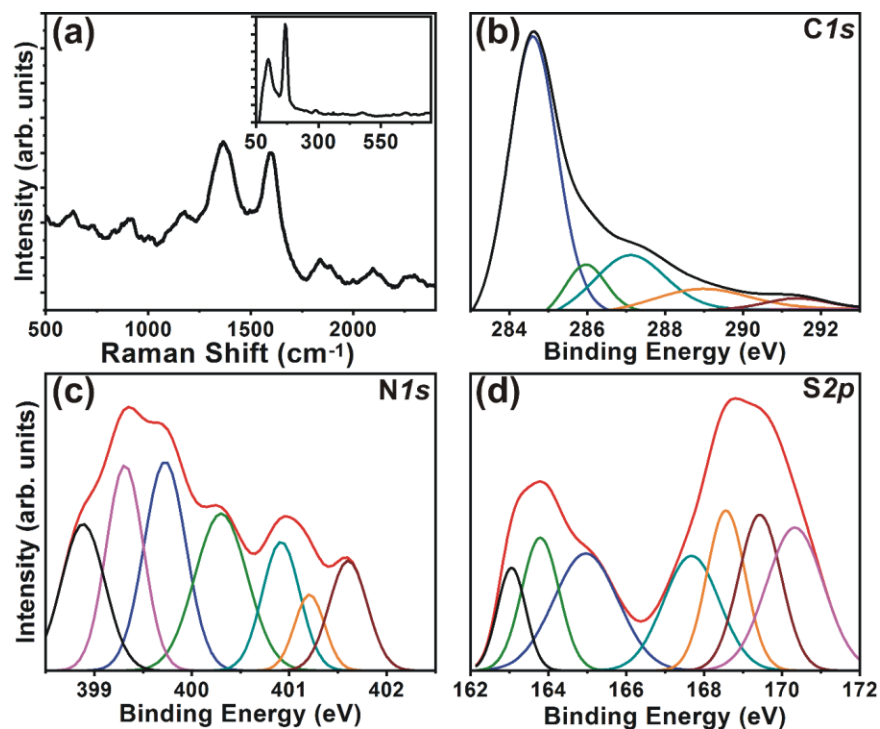 (a)
50 300 550
Intensity (arb. units)
500 1000 1500 2000
Raman Shift (cm-1)
(b) C1s
284 286 288 290 292
Binding Energy (eV)
(c) N1s
Intensity (arb. units)
399 400 401 402
Binding Energy (eV)
(d) S2p
162 164 166 168 170 172
Binding Energy (eV)